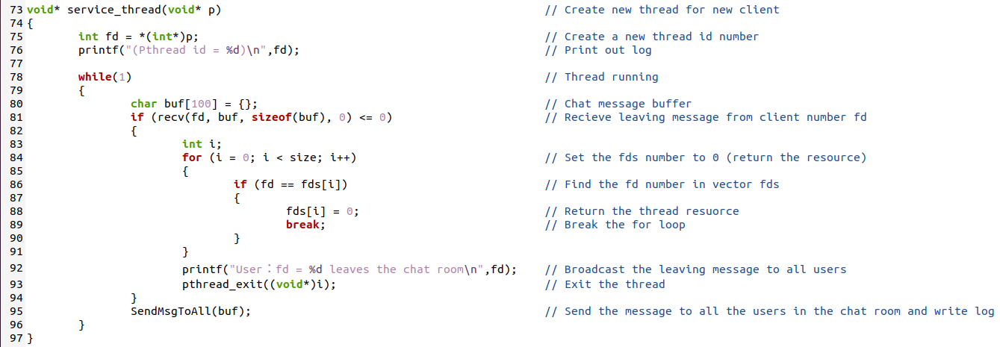 73 void* service_thread(void* p) // Create new thread for new client
74 {
75 int fd = *(int*)p; // Create a new thread id number
76 printf("(Pthread id = %d)\n",fd); // Print out log
77
78 while(1) // Thread running
79 {
80 char buf[100] = {}; // Chat message buffer
81 if (recv(fd, buf, sizeof(buf), 0) <= 0) // Recieve leaving message from client number fd
82 {
83 int i;
84 for (i = 0; i < size; i++) // Set the fds number to 0 (return the resource)
85 {
86 if (fd == fds[i]) // Find the fd number in vector fds
87 {
88 fds[i] = 0; // Return the thread resuorce
89 break; // Break the for loop
90 }
91 }
92 printf("User：fd = %d leaves the chat room\n",fd); // Broadcast the leaving message to all users
93 pthread_exit((void*)i); // Exit the thread
94 }
95 SendMsgToAll(buf); // Send the message to all the users in the chat room and write log
96 }
97 }